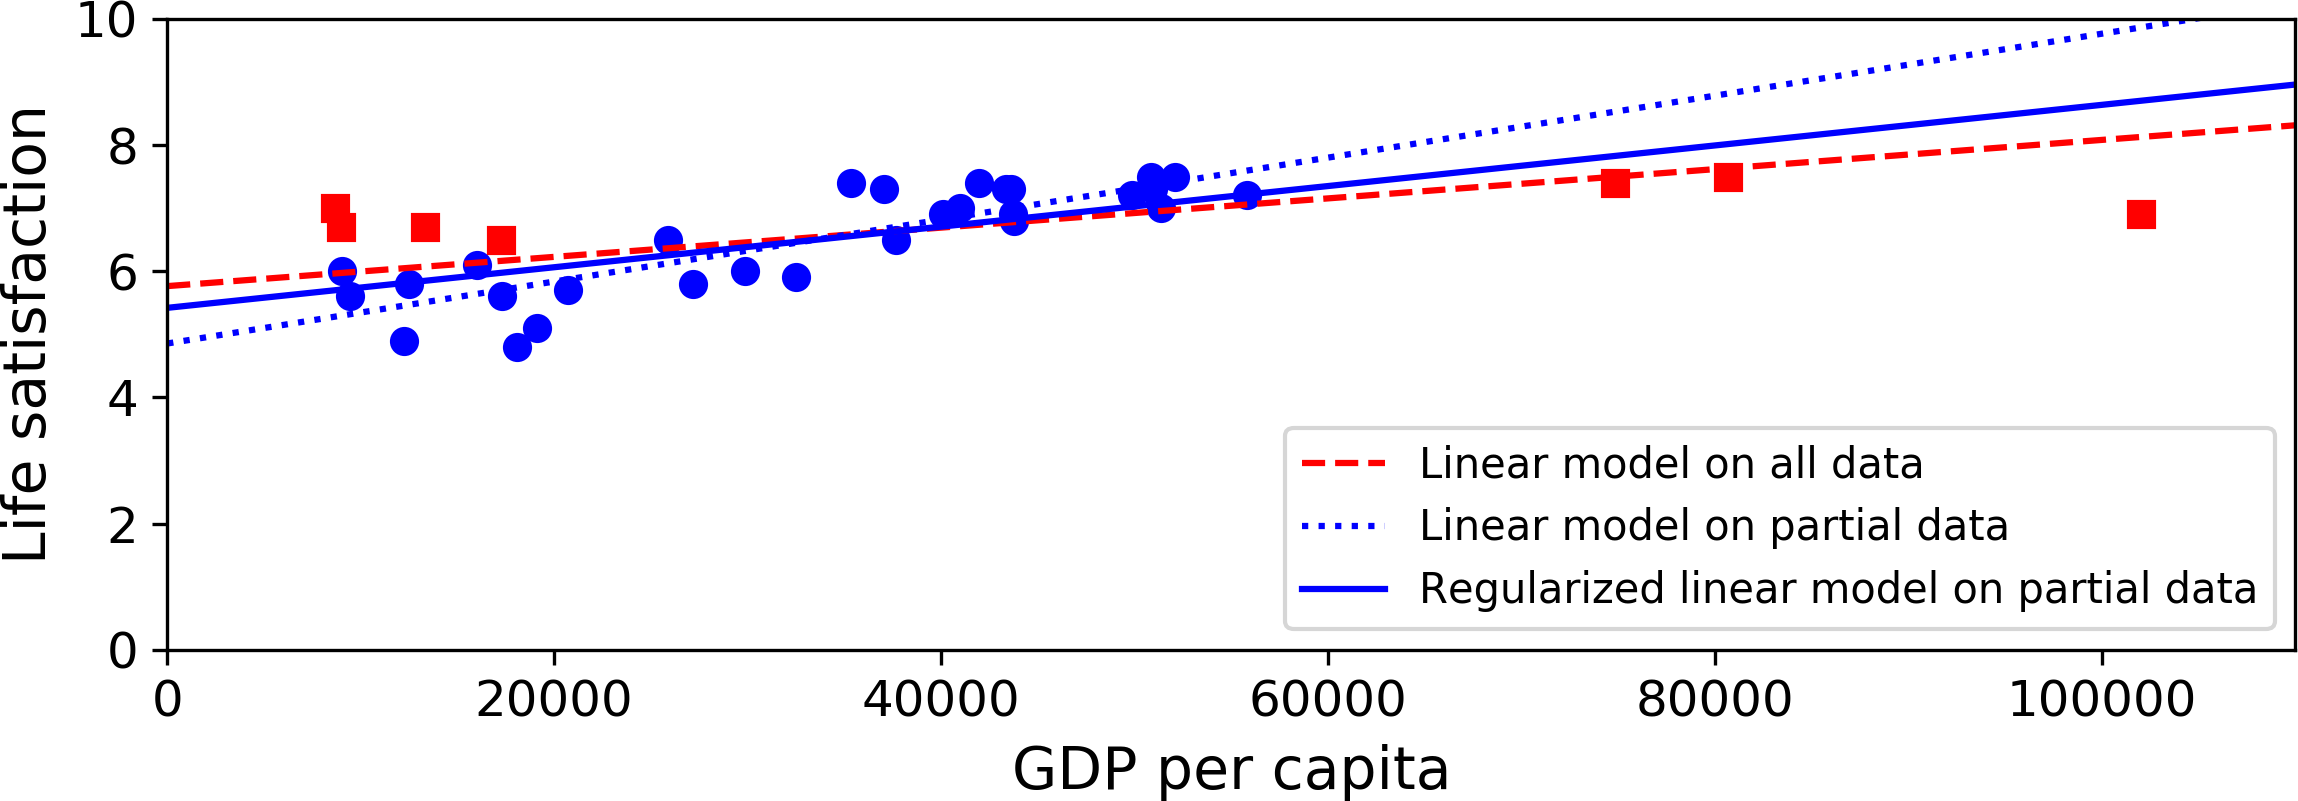 10
8
6
4
2
0
Life satisfaction
Linear model on all data
Linear model on partial data
Regularized linear model on partial data
0 20000 40000 60000 80000 100000
GDP per capita